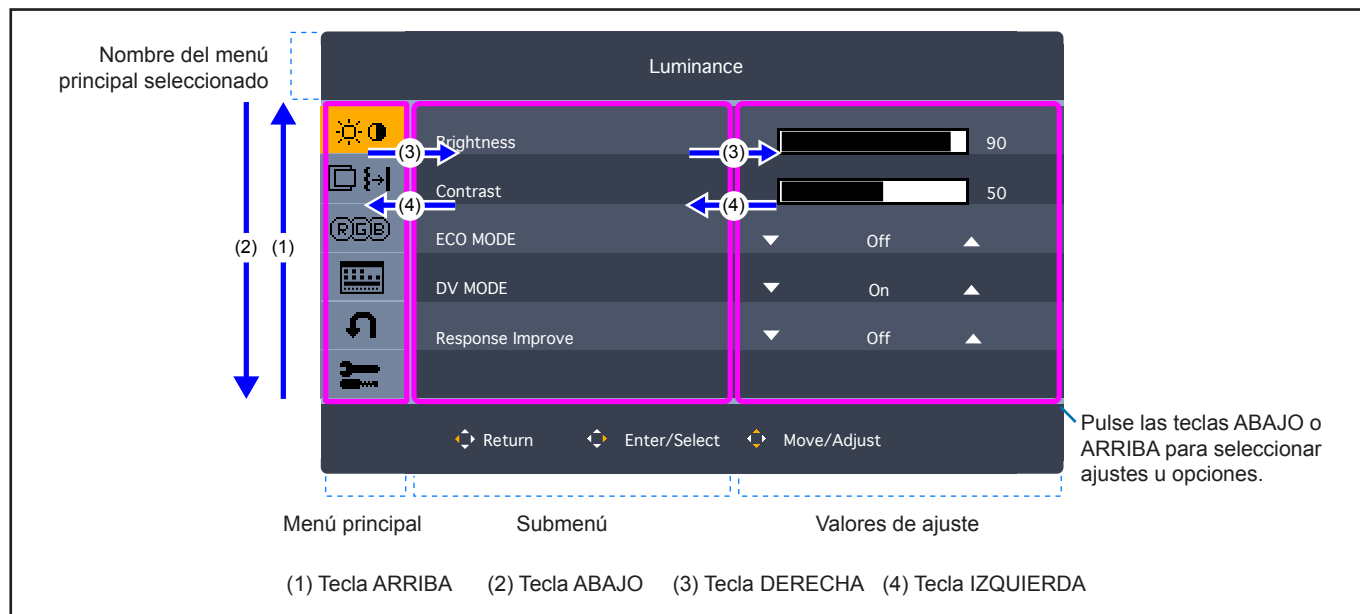 Nombre del menú
principal seleccionado
Luminance
Brightness
90
Contrast
50
ECO MODE
Off
DV MODE
On
Response Improve
Off
(3)
(3)
(4)
(4)
(2)
(1)
RGB
Return
Enter/Select
Move/Adjust
Pulse las teclas ABAJO o
ARRIBA para seleccionar
ajustes u opciones.
Menú principal
Submenú
Valores de ajuste
(1) Tecla ARRIBA
(2) Tecla ABAJO
(3) Tecla DERECHA
(4) Tecla IZQUIERDA